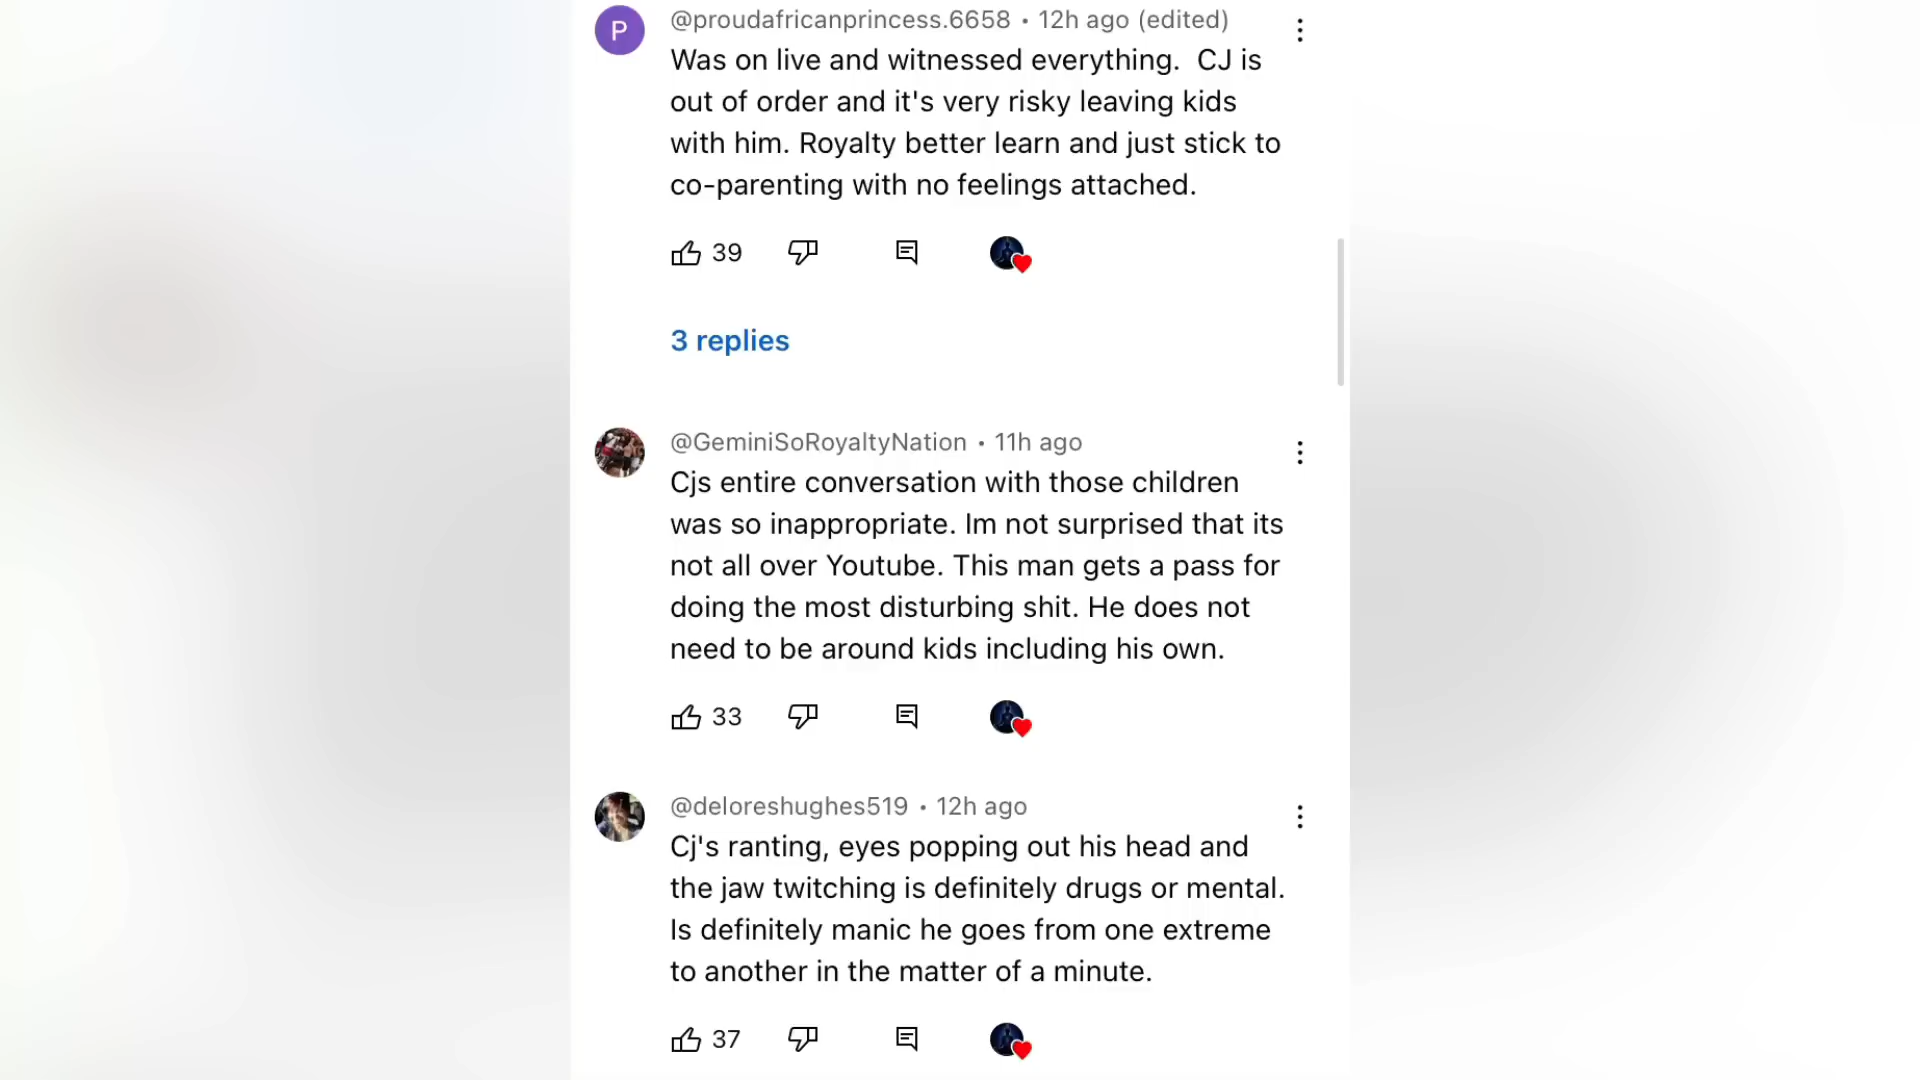 P
@proudafricanprincess.6658 • 12h ago (edited)
Was on live and witnessed everything.  CJ is
out of order and it's very risky leaving kids
with him. Royalty better learn and just stick to
co-parenting with no feelings attached.
39
3 replies
@GeminiSoRoyaltyNation • 11h ago
Cjs entire conversation with those children
was so inappropriate. Im not surprised that its
not all over Youtube. This man gets a pass for
doing the most disturbing shit. He does not
need to be around kids including his own.
33
@deloreshughes519 • 12h ago
Cj's ranting, eyes popping out his head and
the jaw twitching is definitely drugs or mental.
Is definitely manic he goes from one extreme
to another in the matter of a minute.
37